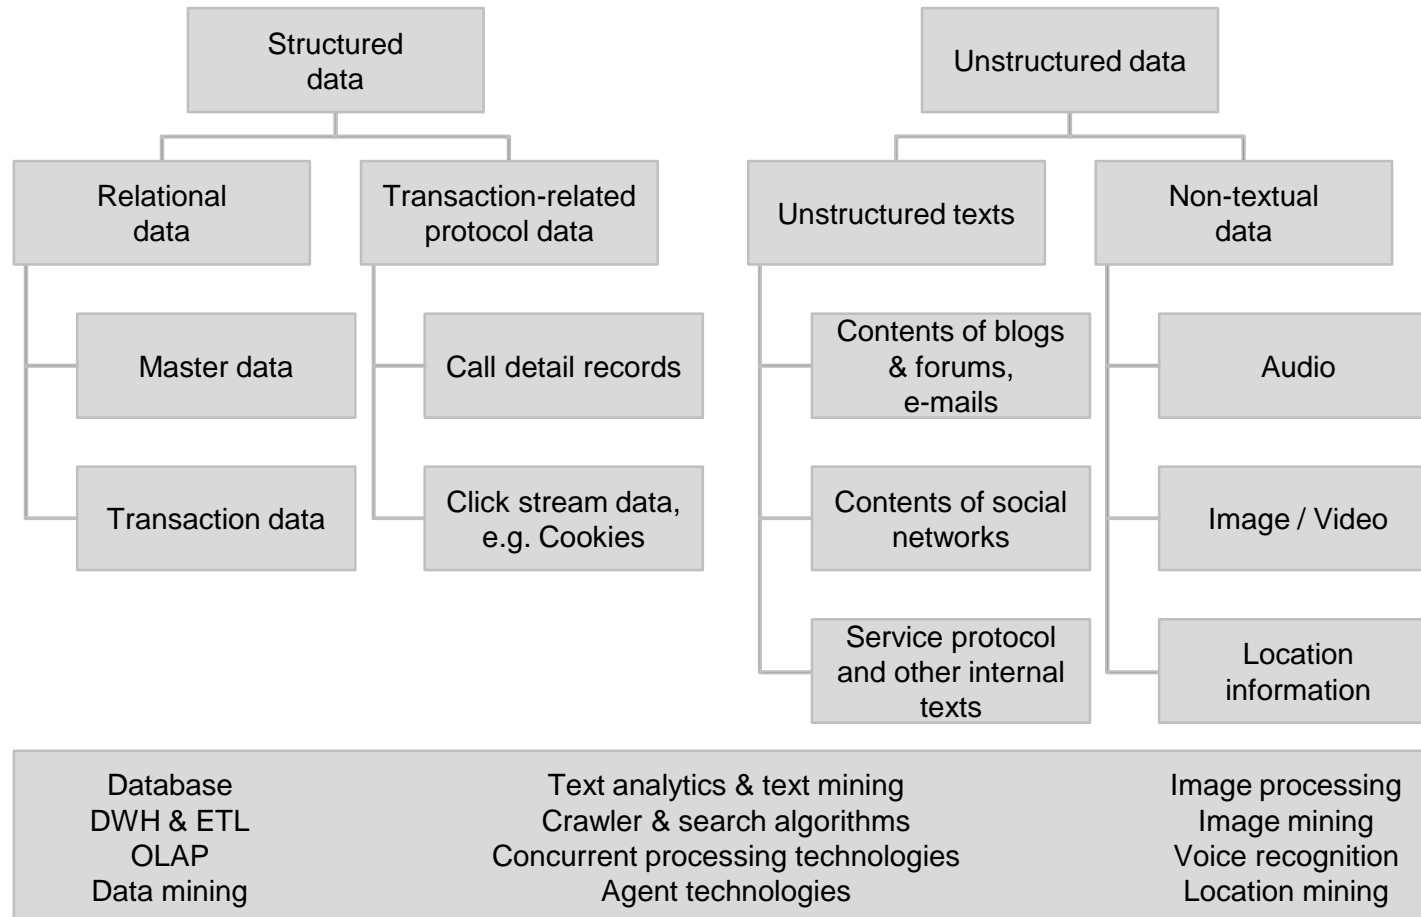 Structured
data
Unstructured data
Relational
data
Transaction-related
protocol data
Unstructured texts
Non-textual
data
Master data
Call detail records
Contents of blogs
& forums,
e-mails
Audio
Transaction data
Click stream data,
e.g. Cookies
Contents of social
networks
Image / Video
Service protocol
and other internal
texts
Location
information
Database
DWH & ETL
OLAP
Data mining
Text analytics & text mining
Crawler & search algorithms
Concurrent processing technologies
Agent technologies
Image processing
Image mining
Voice recognition
Location mining